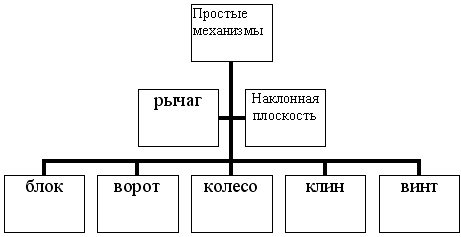 Простые
механизмы
рычаг
Наклонная
плоскость
блок
ворот
колесо
клин
винт